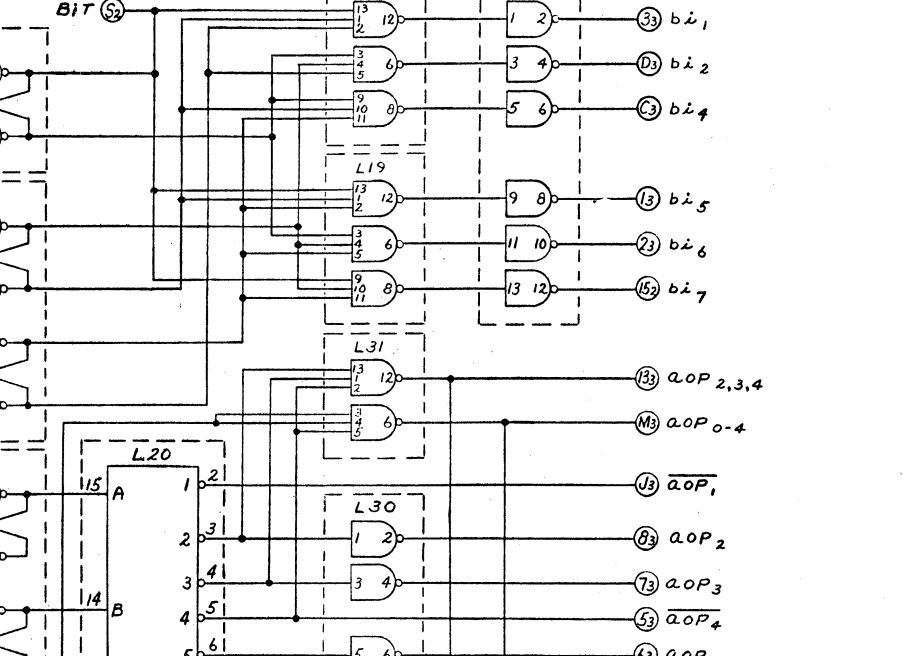 BIT S2
13 1 2 12 1 2 33 bi1
3 4 5 6 3 4 D3 bi2
9 10 11 8 5 6 C3 bi4
L19
13 1 2 12 9 8 13 bi5
3 4 5 6 11 10 23 bi6
9 10 11 8 13 12 152 bi7
L31
13 1 2 12 133 aOP2,3,4
3 4 5 6 M3 aOP0-4
L20
15 A 1 2 J3 aOP1
L30
2 3 1 2 83 aOP2
3 4 3 4 73 aOP3
14 B 4 5 53 aOP4
5 6 5 6 63 aOP